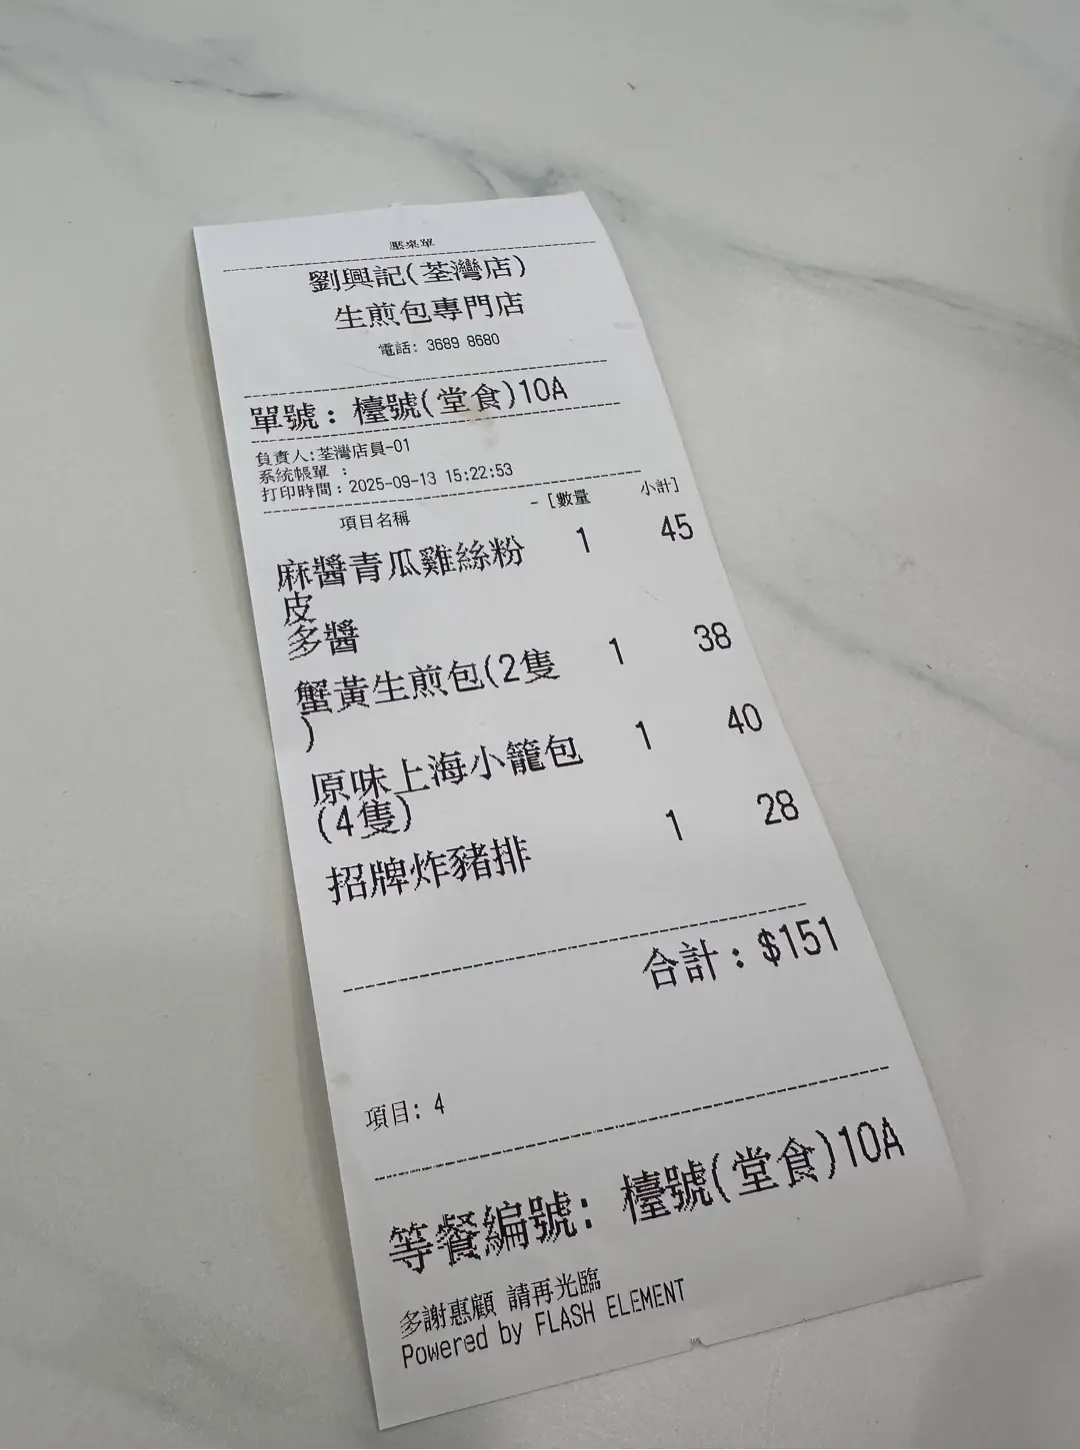 壓桌單
劉興記(荃灣店)
生煎包專門店
電話: 3689 8680
單號: 檯號(堂食)10A
負責人:荃灣店員-01
系統帳單 :
打印時間:2025-09-13 15:22:53
項目名稱 - [數量 小計]
麻醬青瓜雞絲粉 1 45
皮
多醬
蟹黃生煎包(2隻 1 38
)
原味上海小籠包 1 40
(4隻)
招牌炸豬排 1 28
合計: $151
項目: 4
等餐編號: 檯號(堂食)10A
多謝惠顧 請再光臨
Powered by FLASH ELEMENT